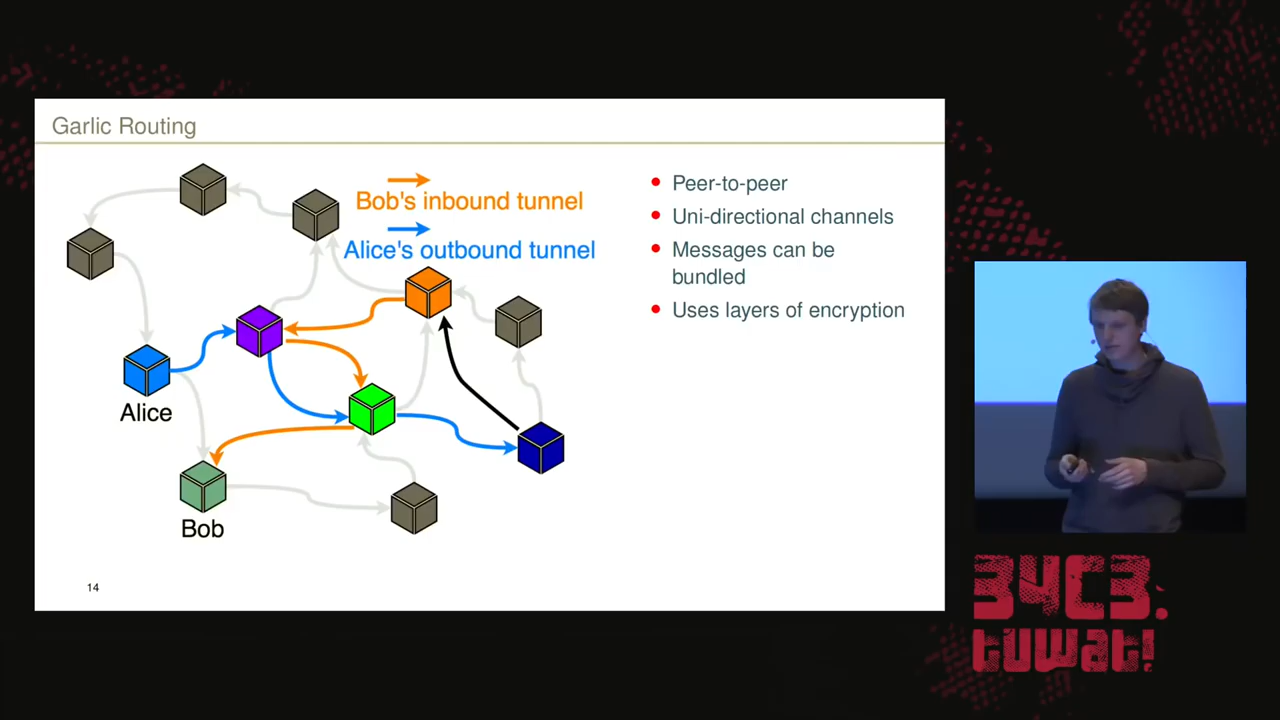 Garlic Routing
Bob's inbound tunnel
Alice's outbound tunnel
Alice
Bob
• Peer-to-peer
• Uni-directional channels
• Messages can be
bundled
• Uses layers of encryption
14
34C3.
tuwat!